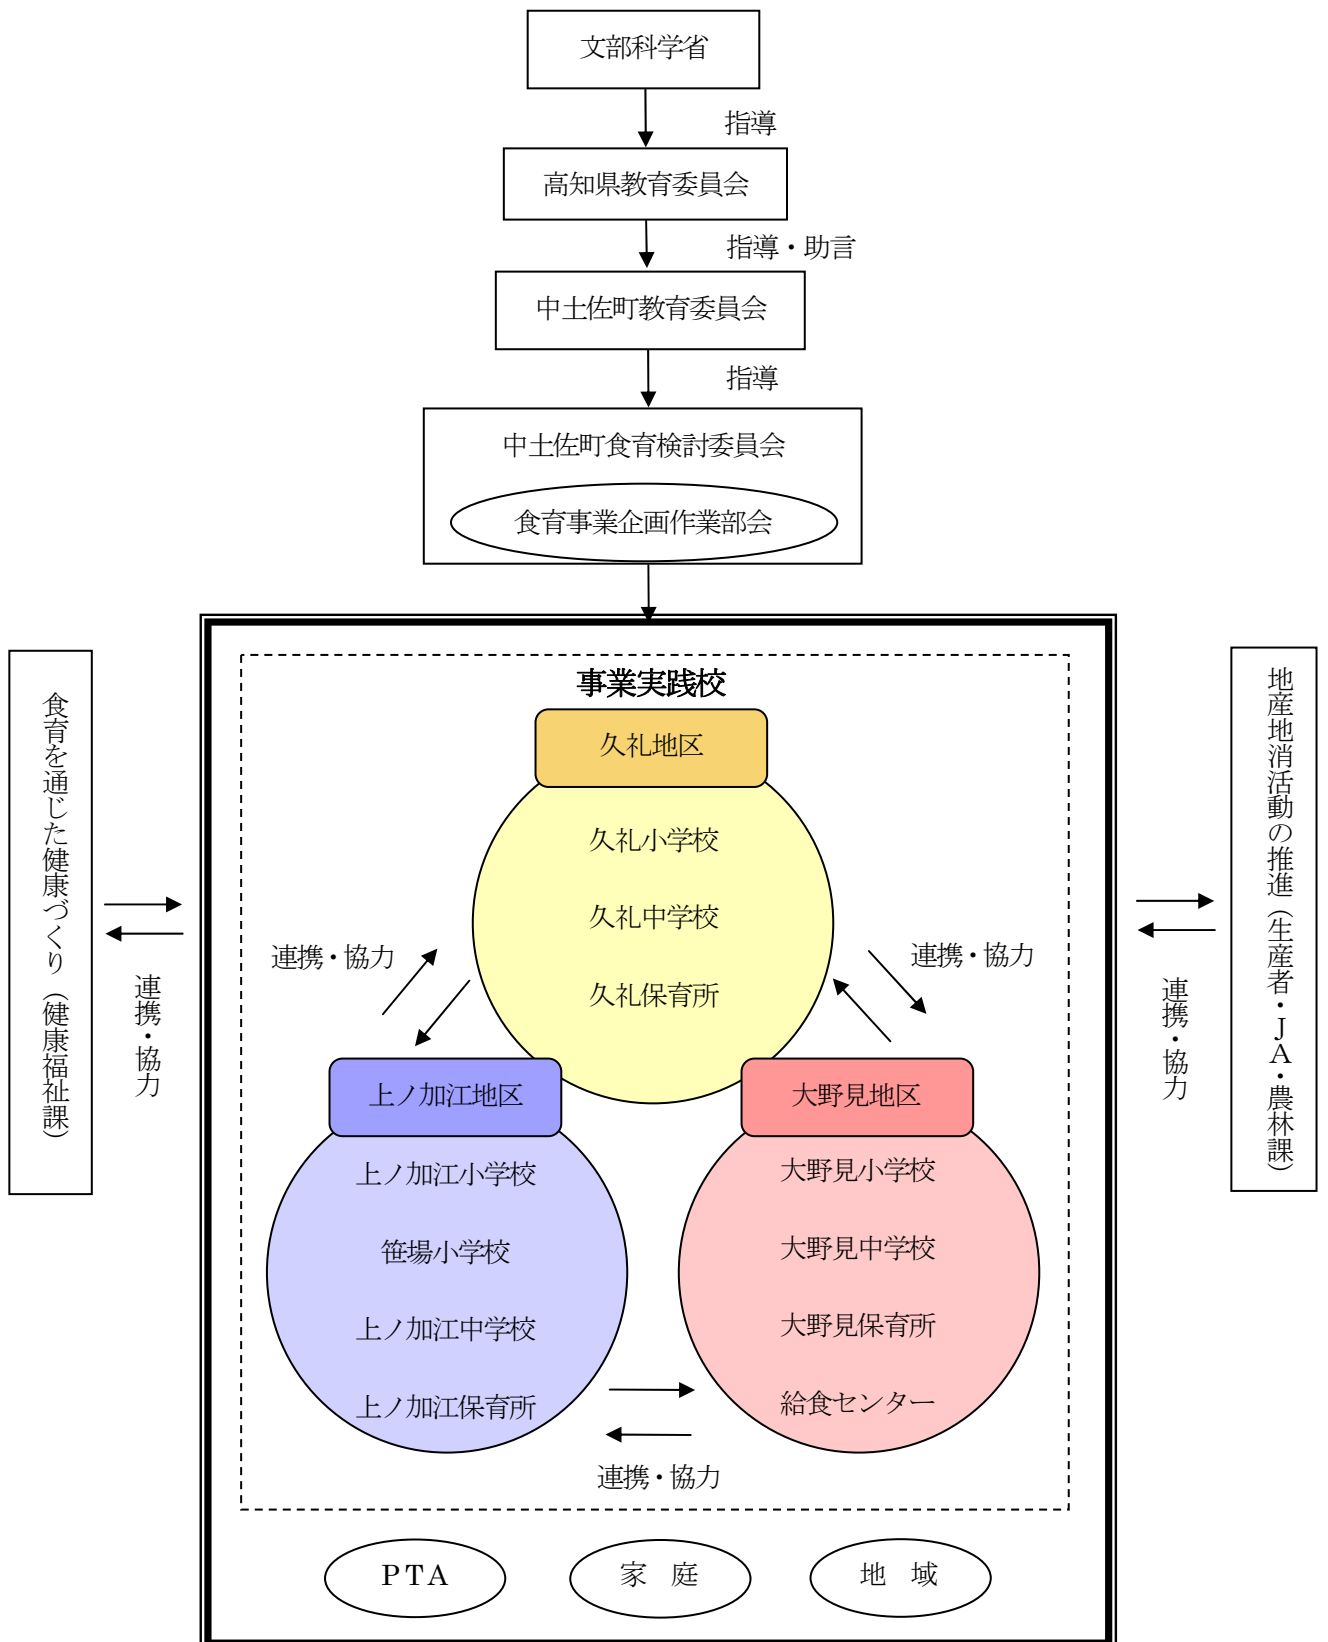 文部科学省
指導
高知県教育委員会
指導・助言
中土佐町教育委員会
指導
中土佐町食育検討委員会
食育事業企画作業部会
食育を通じた健康づくり（健康福祉課）
連携・協力
事業実践校
久礼地区
久礼小学校
久礼中学校
久礼保育所
連携・協力
連携・協力
上ノ加江地区
上ノ加江小学校
笹場小学校
上ノ加江中学校
上ノ加江保育所
大野見地区
大野見小学校
大野見中学校
大野見保育所
給食センター
連携・協力
PTA
家　庭
地　域
連携・協力
地産地消活動の推進（生産者・ＪＡ・農林課）